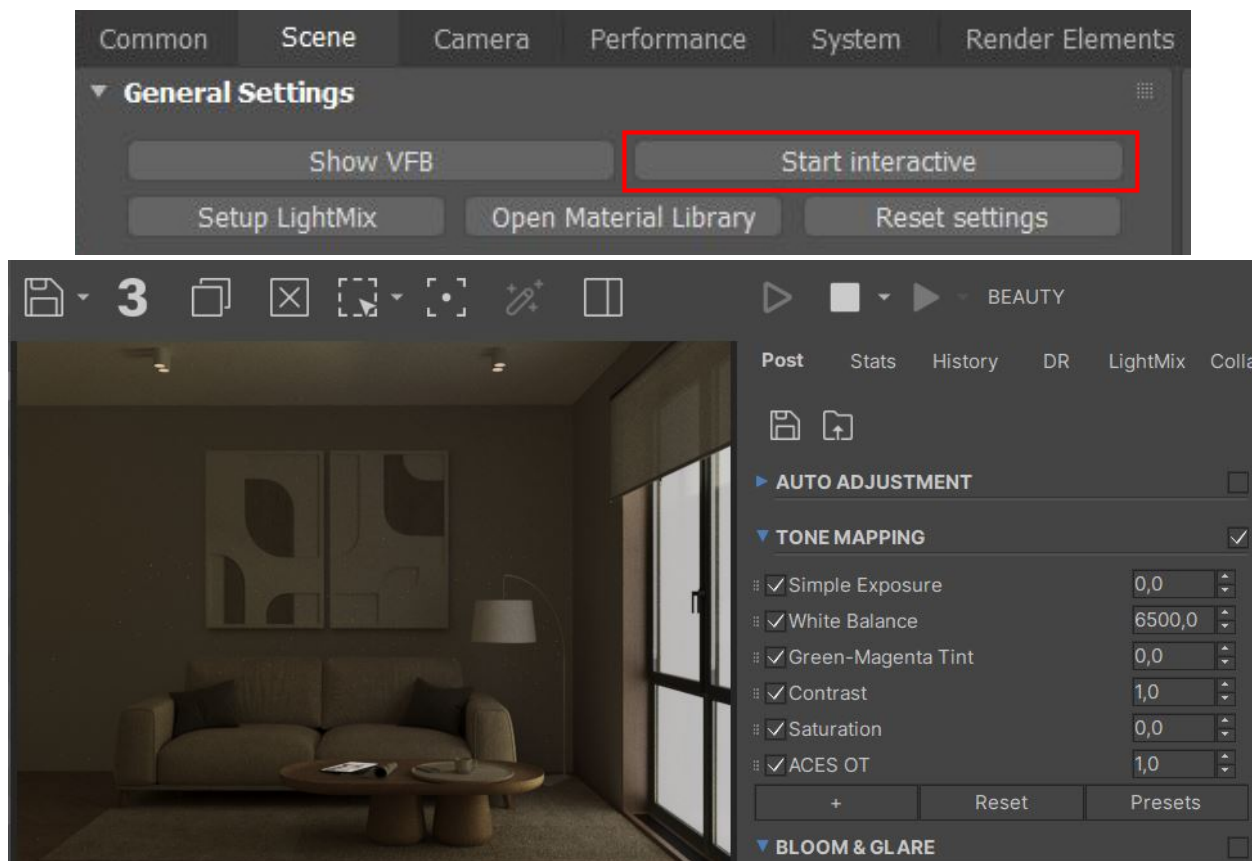 Common Scene Camera Performance System Render Elements
General Settings
Show VFB Start interactive
Setup LightMix Open Material Library Reset settings
3 BEAUTY
Post Stats History DR LightMix Colla
AUTO ADJUSTMENT
TONE MAPPING
Simple Exposure 0,0
White Balance 6500,0
Green-Magenta Tint 0,0
Contrast 1,0
Saturation 0,0
ACES OT 1,0
+ Reset Presets
BLOOM & GLARE